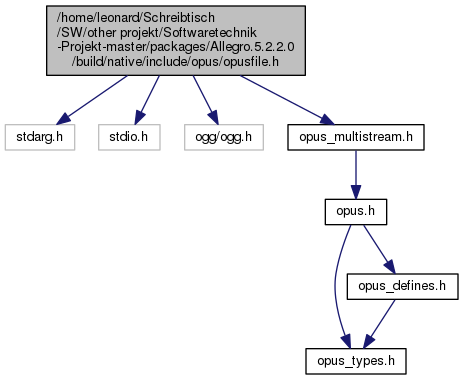 /home/leonard/Schreibtisch
/SW/other projekt/Softwaretechnik
-Projekt-master/packages/Allegro.5.2.2.0
/build/native/include/opus/opusfile.h
stdarg.h
stdio.h
ogg/ogg.h
opus_multistream.h
opus.h
opus_defines.h
opus_types.h